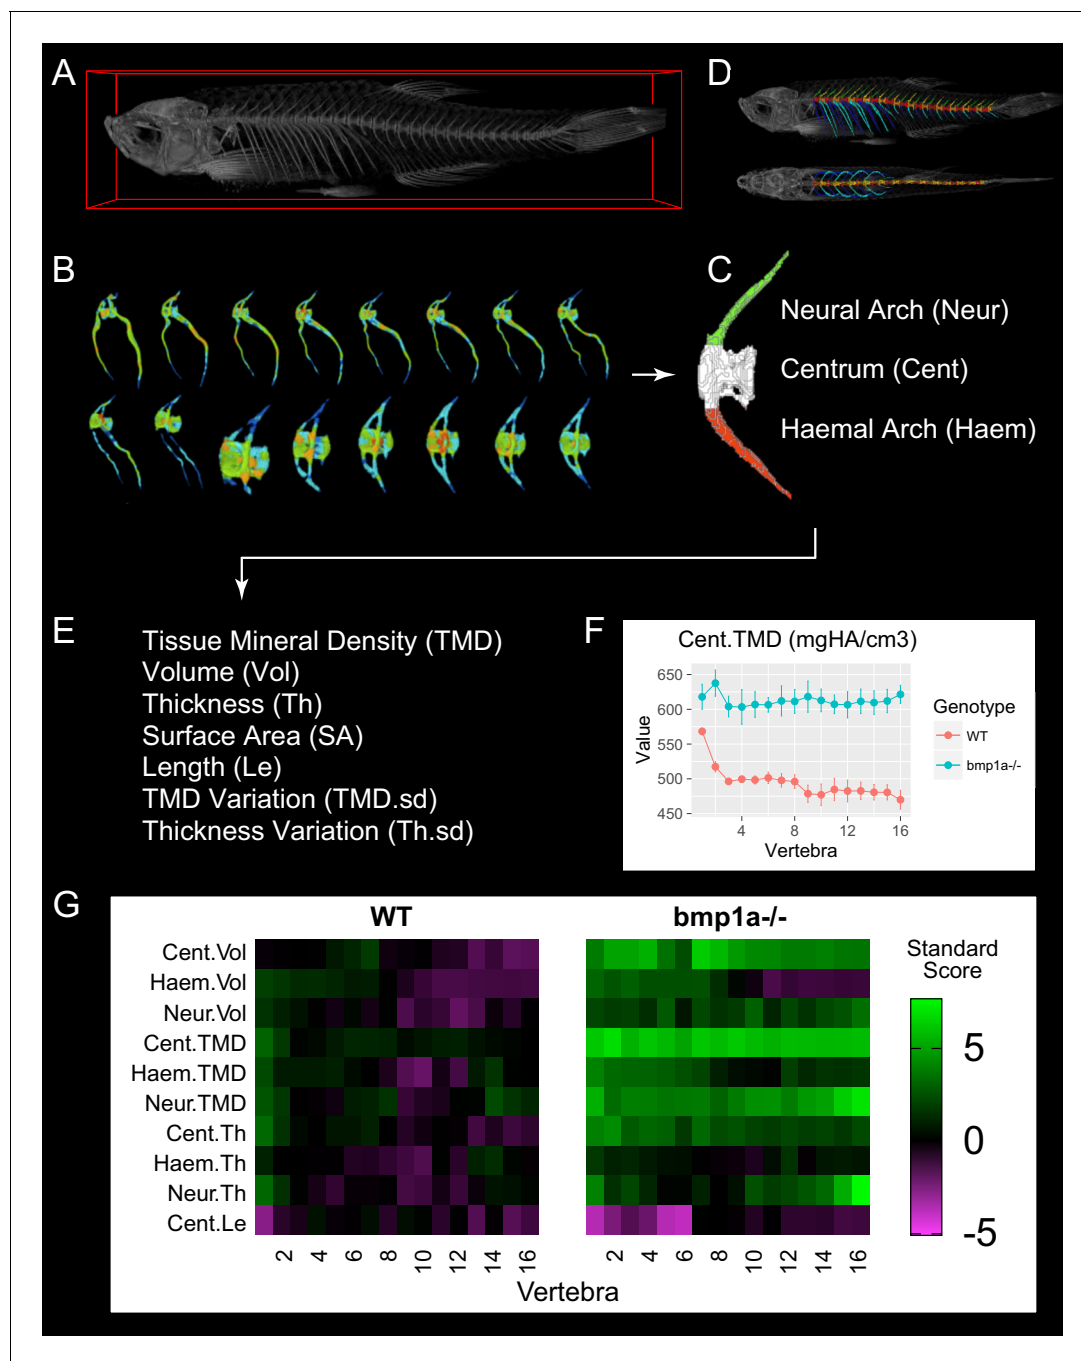 A
D
B
C
Neural Arch (Neur)
Centrum (Cent)
Haemal Arch (Haem)
E
Tissue Mineral Density (TMD)
Volume (Vol)
Thickness (Th)
Surface Area (SA)
Length (Le)
TMD Variation (TMD.sd)
Thickness Variation (Th.sd)
F
Cent.TMD (mgHA/cm3)
650
600
550
500
450
Value
4
8
12
16
Vertebra
Genotype
WT
bmp1a-/-
G
WT
bmp1a-/-
Cent.Vol
Haem.Vol
Neur.Vol
Cent.TMD
Haem.TMD
Neur.TMD
Cent.Th
Haem.Th
Neur.Th
Cent.Le
2 4 6 8 10 12 14 16
2 4 6 8 10 12 14 16
Vertebra
Standard
Score
5
0
-5